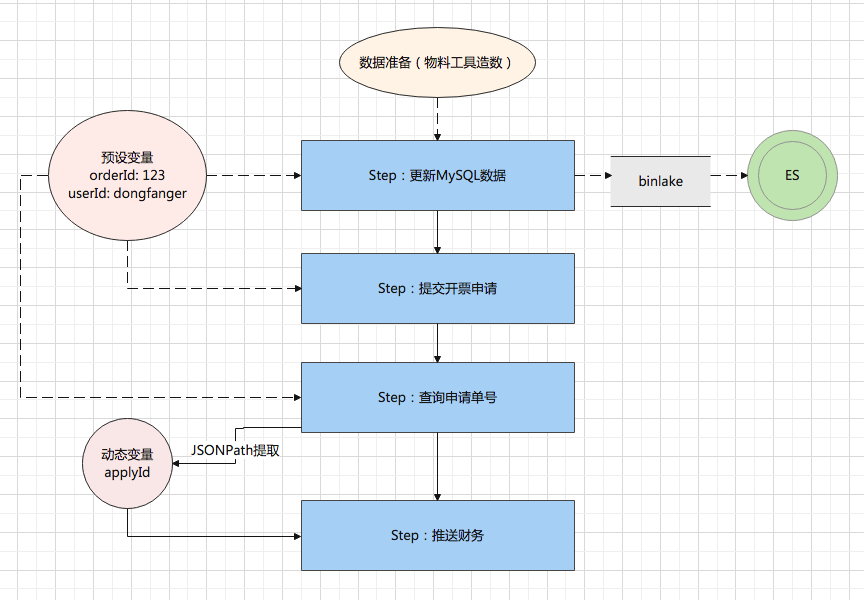 数据准备（物料工具造数）
预设变量
orderId: 123
userId: dongfanger
Step：更新MySQL数据
binlake
ES
Step：提交开票申请
Step：查询申请单号
JSONPath提取
动态变量
applyId
Step：推送财务